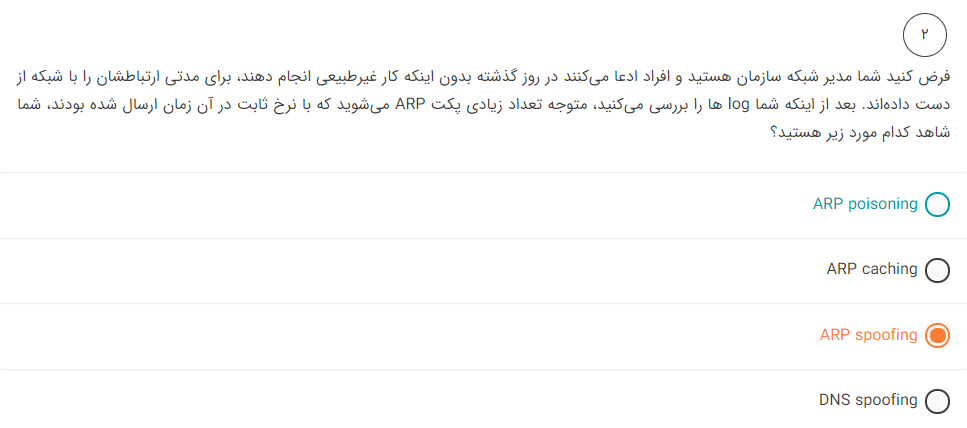 ۲
فرض کنید شما مدیر شبکه سازمان هستید و افراد ادعا می‌کنند در روز گذشته بدون اینکه کار غیرطبیعی انجام دهند، برای مدتی ارتباطشان را با شبکه از
دست داده‌اند. بعد از اینکه شما log ها را بررسی می‌کنید، متوجه تعداد زیادی پکت ARP می‌شوید که با نرخ ثابت در آن زمان ارسال شده بودند، شما
شاهد کدام مورد زیر هستید؟
ARP poisoning
ARP caching
ARP spoofing
DNS spoofing